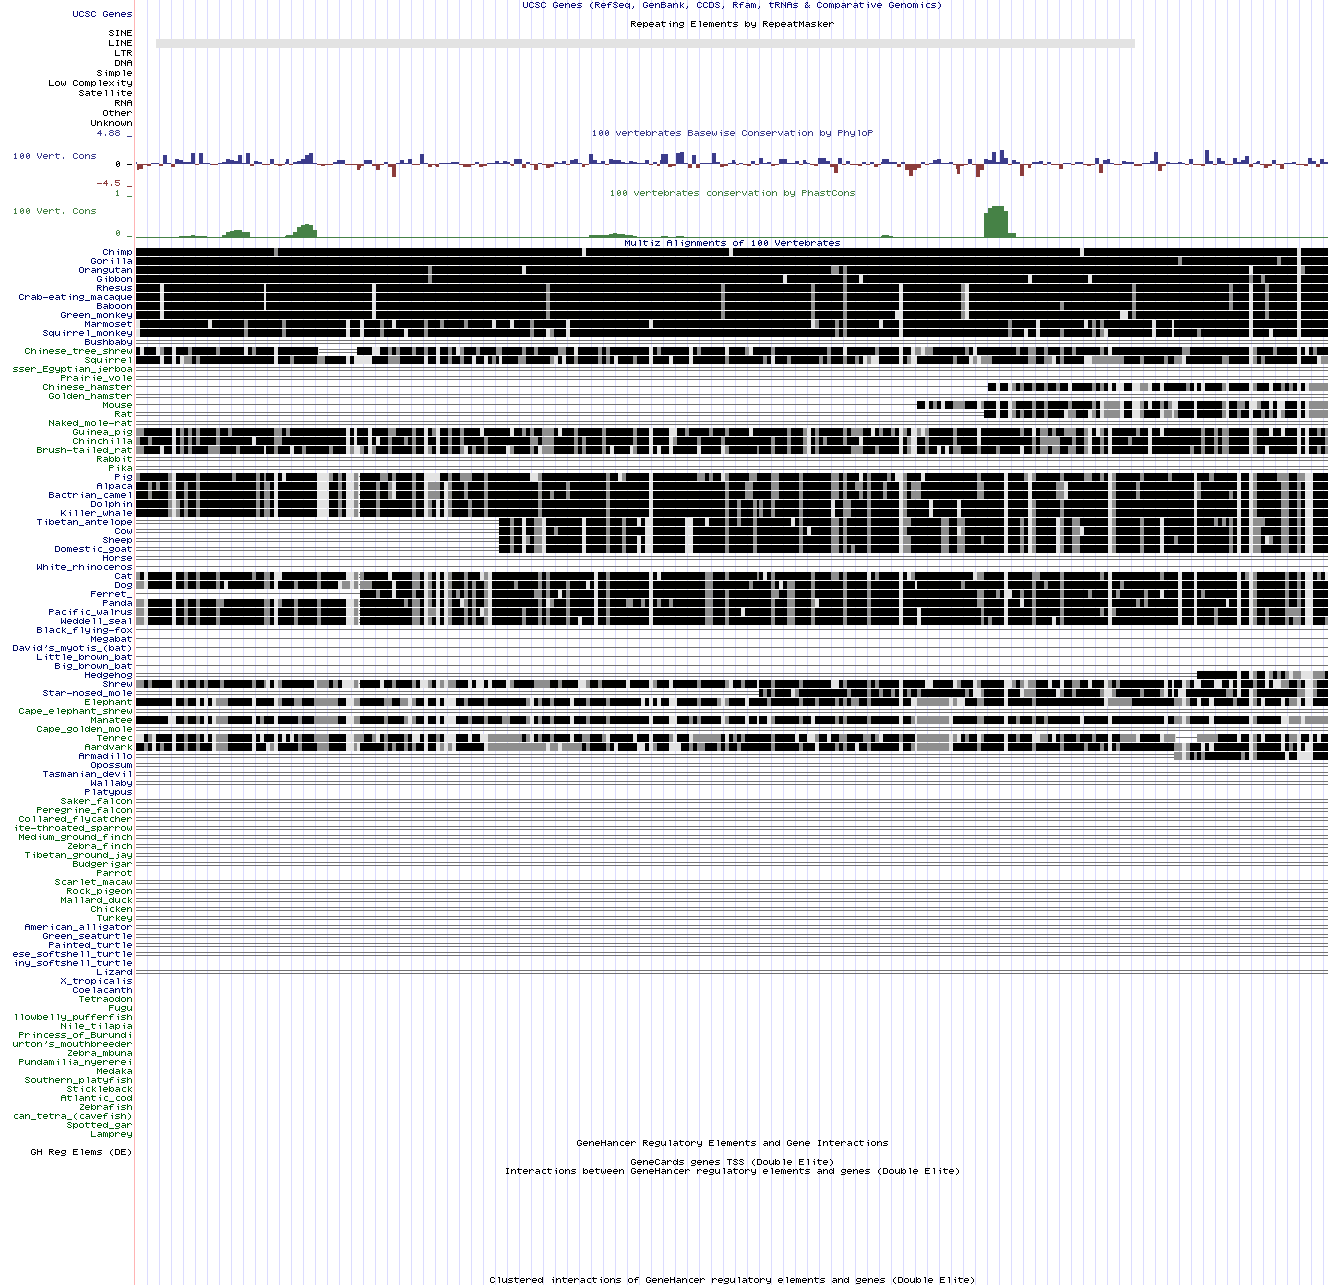 UCSC Genes (RefSeq, GenBank, CCDS, Rfam, tRNAs & Comparative Genomics)
UCSC Genes
Repeating Elements by RepeatMasker
SINE
LINE
LTR
DNA
Simple
Low Complexity
Satellite
RNA
Other
Unknown
100 vertebrates Basewise Conservation by PhyloP
4.88 _
100 Vert. Cons
0 _
-4.5 _
100 vertebrates conservation by PhastCons
1 _
100 Vert. Cons
0 _
Multiz Alignments of 100 Vertebrates
Chimp
Gorilla
Orangutan
Gibbon
Rhesus
Crab-eating_macaque
Baboon
Green_monkey
Marmoset
Squirrel_monkey
Bushbaby
Chinese_tree_shrew
Squirrel
sser_Egyptian_jerboa
Prairie_vole
Chinese_hamster
Golden_hamster
Mouse
Rat
Naked_mole-rat
Guinea_pig
Chinchilla
Brush-tailed_rat
Rabbit
Pika
Pig
Alpaca
Bactrian_camel
Dolphin
Killer_whale
Tibetan_antelope
Cow
Sheep
Domestic_goat
Horse
White_rhinoceros
Cat
Dog
Ferret_
Panda
Pacific_walrus
Weddell_seal
Black_flying-fox
Megabat
David's_myotis_(bat)
Little_brown_bat
Big_brown_bat
Hedgehog
Shrew
Star-nosed_mole
Elephant
Cape_elephant_shrew
Manatee
Cape_golden_mole
Tenrec
Aardvark
Armadillo
Opossum
Tasmanian_devil
Wallaby
Platypus
Saker_falcon
Peregrine_falcon
Collared_flycatcher
ite-throated_sparrow
Medium_ground_finch
Zebra_finch
Tibetan_ground_jay
Budgerigar
Parrot
Scarlet_macaw
Rock_pigeon
Mallard_duck
Chicken
Turkey
American_alligator
Green_seaturtle
Painted_turtle
ese_softshell_turtle
iny_softshell_turtle
Lizard
X_tropicalis
Coelacanth
Tetraodon
Fugu
llowbelly_pufferfish
Nile_tilapia
Princess_of_Burundi
urton's_mouthbreeder
Zebra_mbuna
Pundamilia_nyererei
Medaka
Southern_platyfish
Stickleback
Atlantic_cod
Zebrafish
can_tetra_(cavefish)
Spotted_gar
Lamprey
GeneHancer Regulatory Elements and Gene Interactions
GH Reg Elems (DE)
GeneCards genes TSS (Double Elite)
Interactions between GeneHancer regulatory elements and genes (Double Elite)
Clustered interactions of GeneHancer regulatory elements and genes (Double Elite)